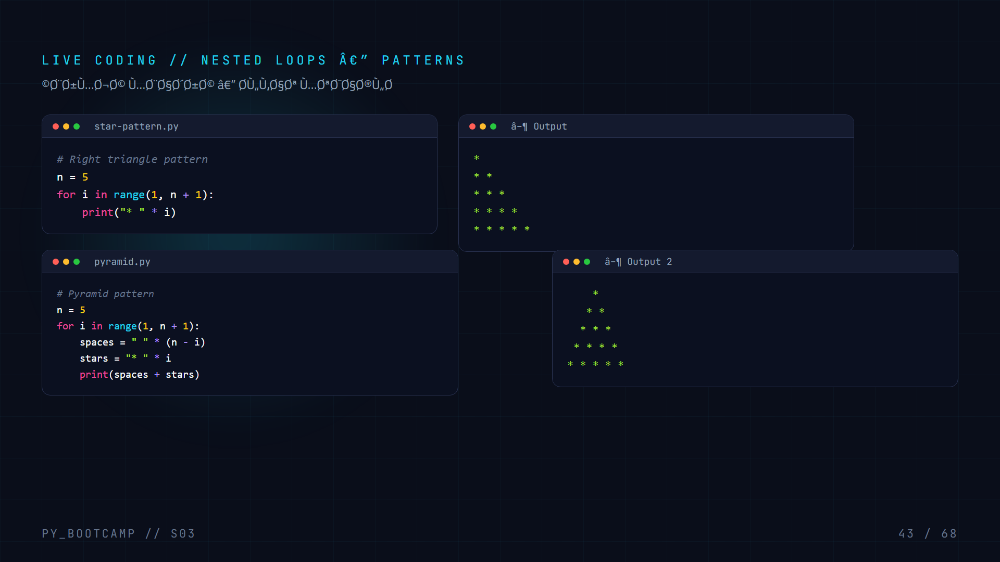 LIVE CODING // NESTED LOOPS Â€” PATTERNS
©Ø¨Ø±Ù…Ø¬Ø© Ù…Ø¨Ø§Ø´Ø±Ø© â€” ØÙ„Ù‚Ø§Øª Ù…ØªØ¯Ø§Ø®Ù„Ø
star-pattern.py
# Right triangle pattern
n = 5
for i in range(1, n + 1):
    print("* " * i)
â–¶ Output
*
* *
* * *
* * * *
* * * * *
pyramid.py
# Pyramid pattern
n = 5
for i in range(1, n + 1):
    spaces = " " * (n - i)
    stars = "* " * i
    print(spaces + stars)
â–¶ Output 2
    *
   * *
  * * *
 * * * *
* * * * *
PY_BOOTCAMP // S03
43 / 68